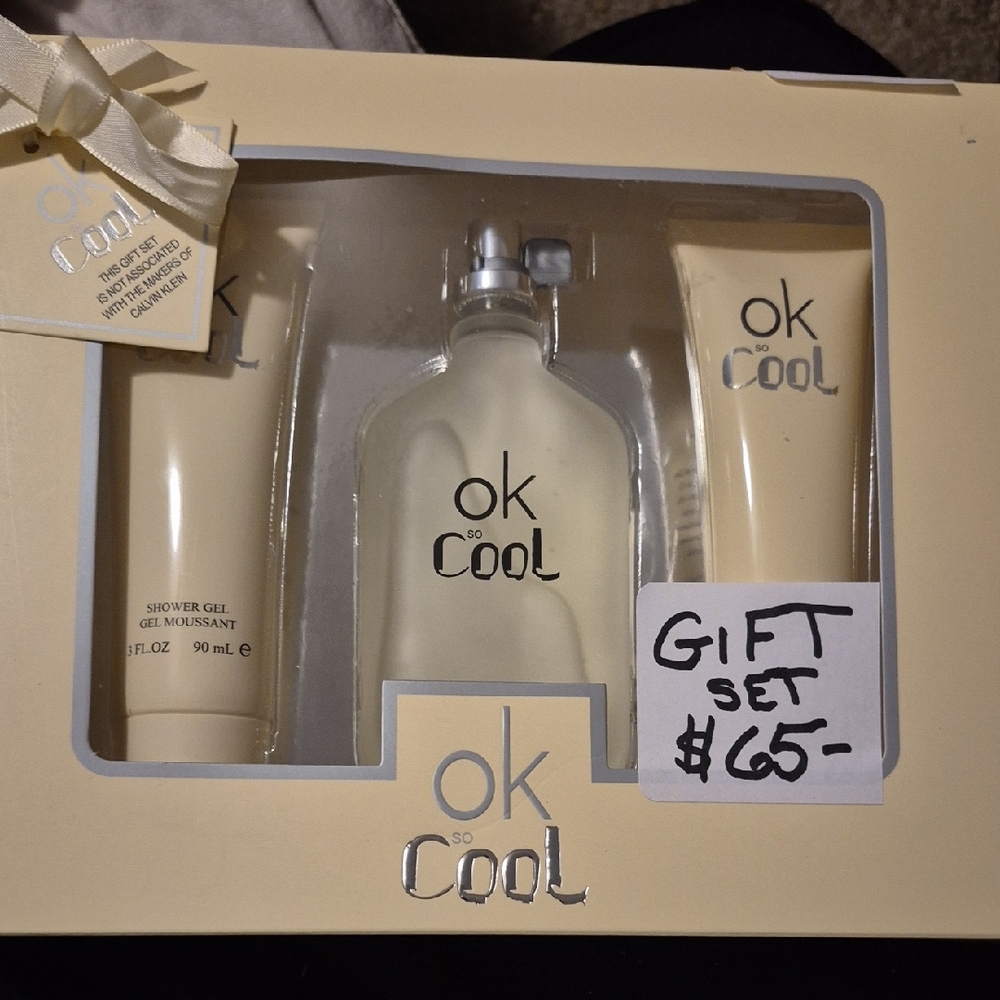 ok
Cool
THIS GIFT SET
IS NOT ASSOCIATED
WITH THE MAKERS OF
CALVIN KLEIN
k
SHOWER GEL
GEL MOUSSANT
3 FL.OZ 90 mL e
ok
so
Cool
ok
so
Cool
GIFT
SET
$65-
ok
so
Cool